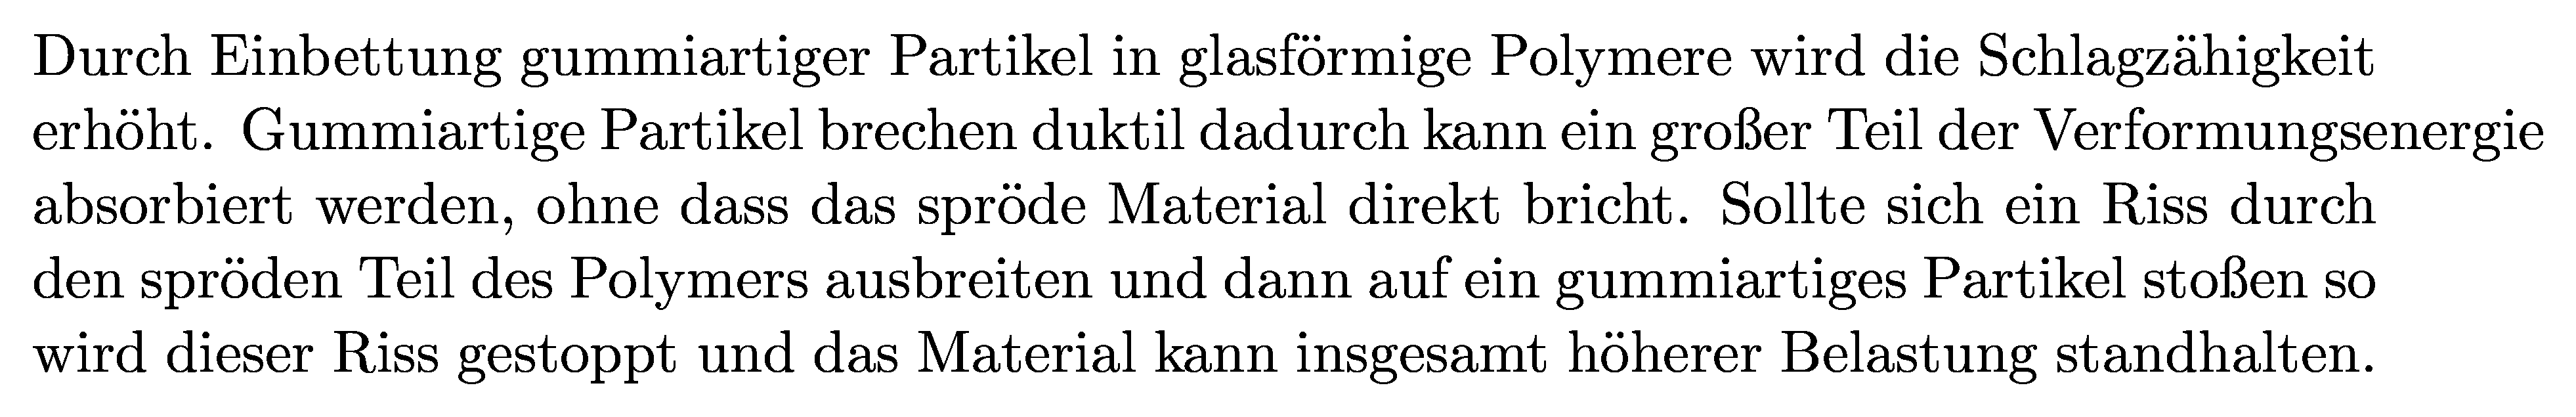 Durch Einbettung gummiartiger Partikel in glasförmige Polymere wird die Schlagzähigkeit
erhöht. Gummiartige Partikel brechen duktil dadurch kann ein großer Teil der Verformungsenergie
absorbiert werden, ohne dass das spröde Material direkt bricht. Sollte sich ein Riss durch
den spröden Teil des Polymers ausbreiten und dann auf ein gummiartiges Partikel stoßen so
wird dieser Riss gestoppt und das Material kann insgesamt höherer Belastung standhalten.